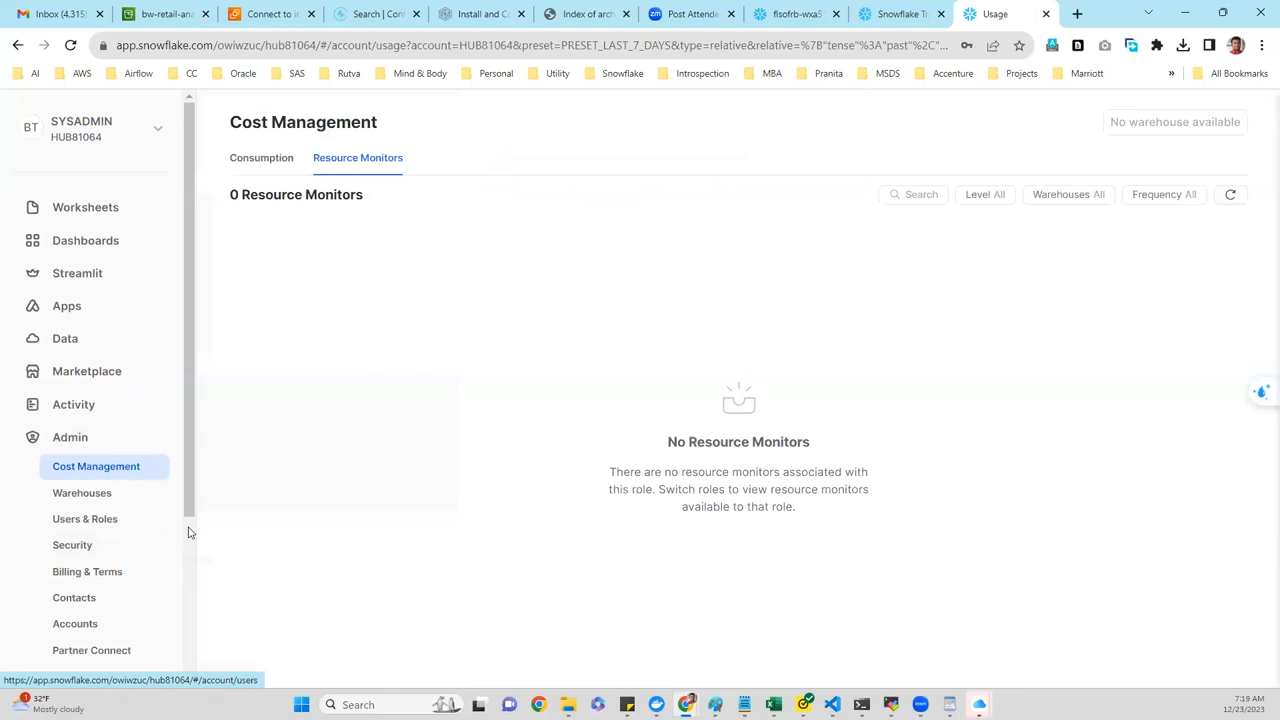 Inbox (4,315)
bw-retail-ana
Content to in
Search | Cont
Install and Co
Index of arch
Post Attende
flsofrb-wxa5
Snowflake Tr
Usage
app.snowflake.com/owiwzuc/hub81064/#/account/usage?account=HUB81064&preset=PRESET_LAST_7_DAYS&type=relative&relative=%7B"tense"%3A"past"%2C"...
AI
AWS
Airflow
CC
Oracle
SAS
Rutva
Mind & Body
Personal
Utility
Snowflake
Introspection
MBA
Pranita
MSDS
Accenture
Projects
Marriott
»
All Bookmarks
BT
SYSADMIN
HUB81064
Worksheets
Dashboards
Streamlit
Apps
Data
Marketplace
Activity
Admin
Cost Management
Warehouses
Users & Roles
Security
Billing & Terms
Contacts
Accounts
Partner Connect
Cost Management
No warehouse available
Consumption
Resource Monitors
0 Resource Monitors
Search
Level All
Warehouses All
Frequency All
No Resource Monitors
There are no resource monitors associated with
this role. Switch roles to view resource monitors
available to that role.
https://app.snowflake.com/owiwzuc/hub81064/#/account/users
1
32°F
Mostly cloudy
Search
7:19 AM
12/23/2023